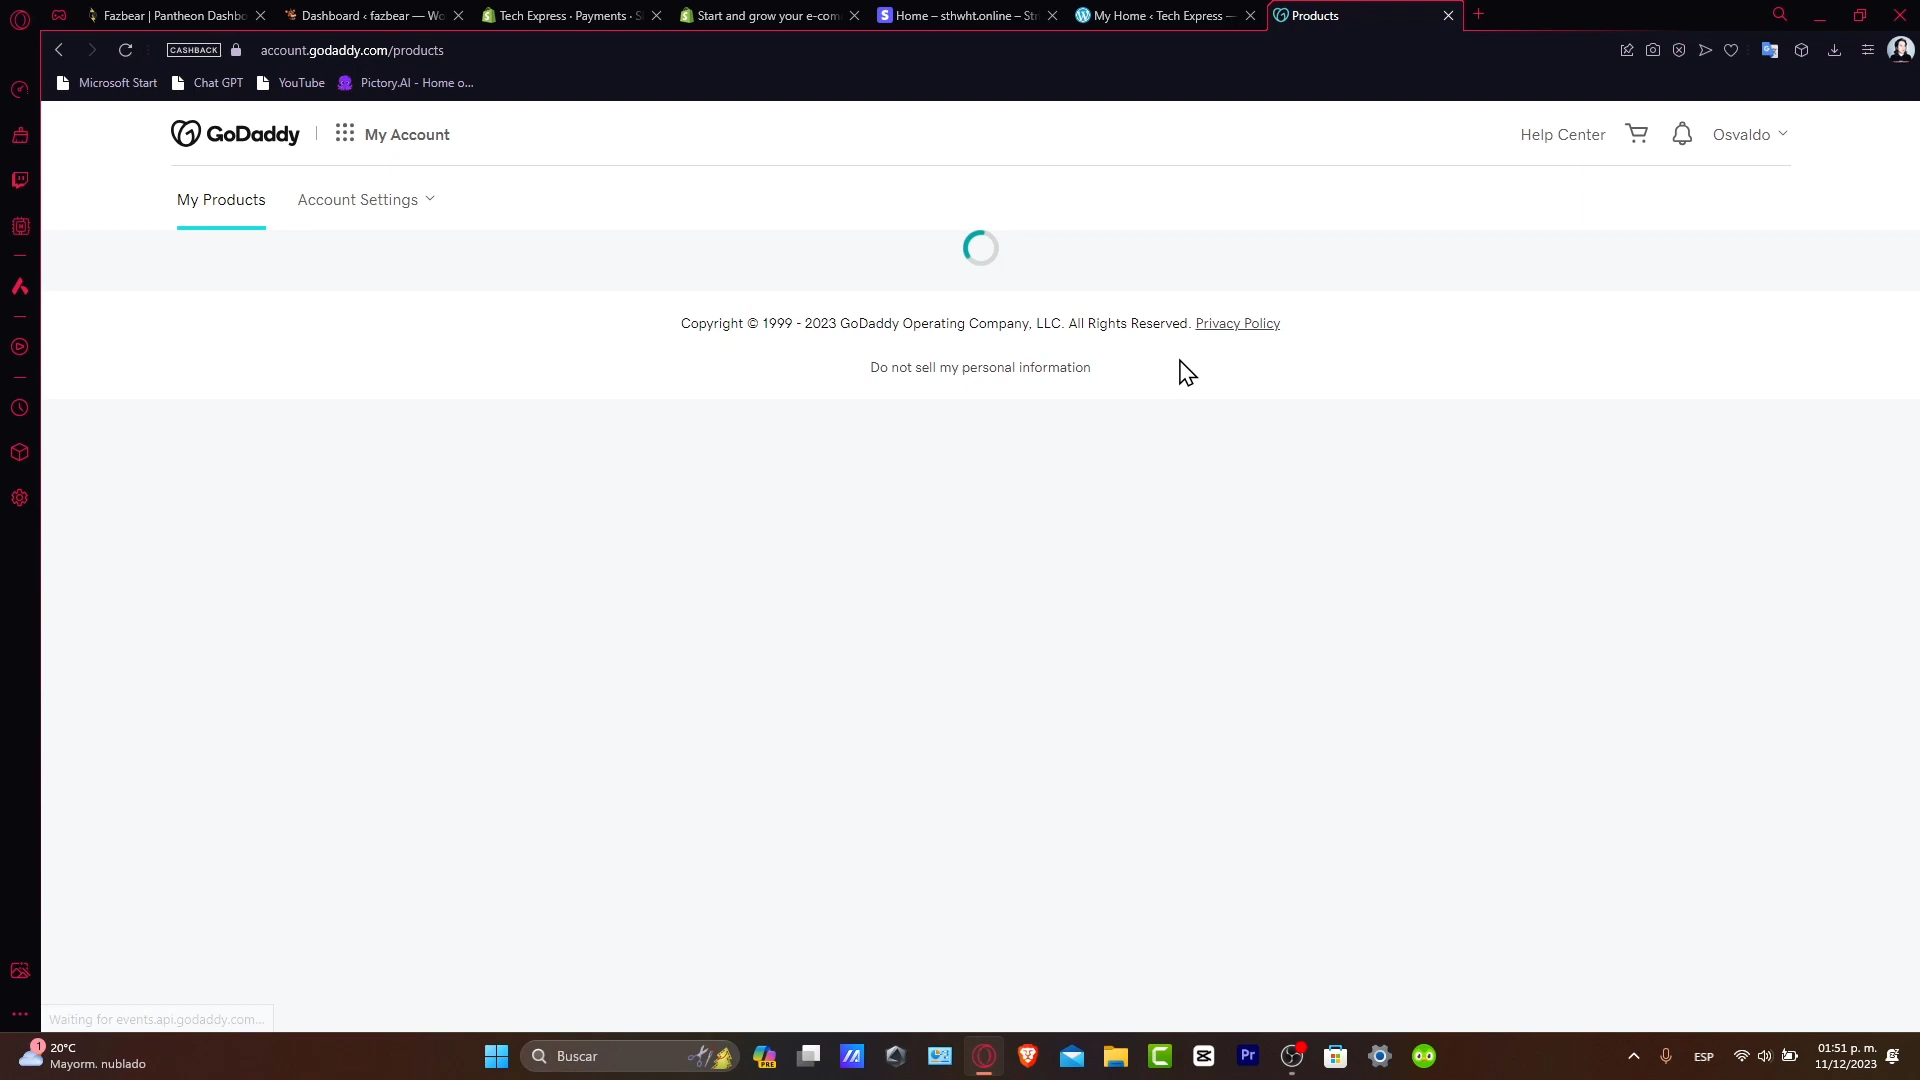 Fazbear | Pantheon Dashbo
Dashboard ‹ fazbear — Wo
Tech Express · Payments · S
Start and grow your e-com
Home – sthwht.online – Str
My Home ‹ Tech Express —
Products
CASHBACK
account.godaddy.com/products
Microsoft Start
Chat GPT
YouTube
Pictory.AI - Home o...
GoDaddy
My Account
Help Center
Osvaldo
My Products
Account Settings
Copyright © 1999 - 2023 GoDaddy Operating Company, LLC. All Rights Reserved. Privacy Policy
Do not sell my personal information
Waiting for events.api.godaddy.com...
1
20°C
Mayorm. nublado
Buscar
PRE
Pr
ESP
01:51 p. m.
11/12/2023